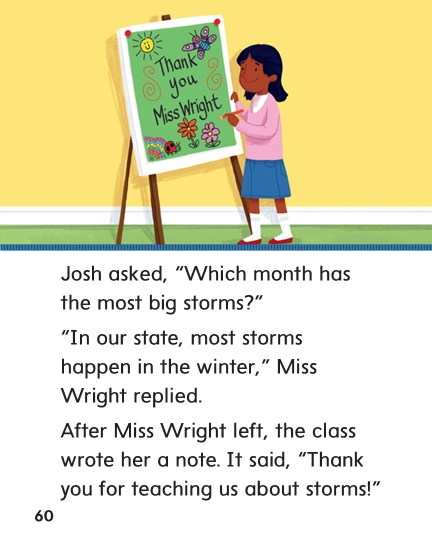 Thank
you
Miss Wright
Josh asked, “Which month has
the most big storms?”
“In our state, most storms
happen in the winter,” Miss
Wright replied.
After Miss Wright left, the class
wrote her a note. It said, “Thank
you for teaching us about storms!”
60